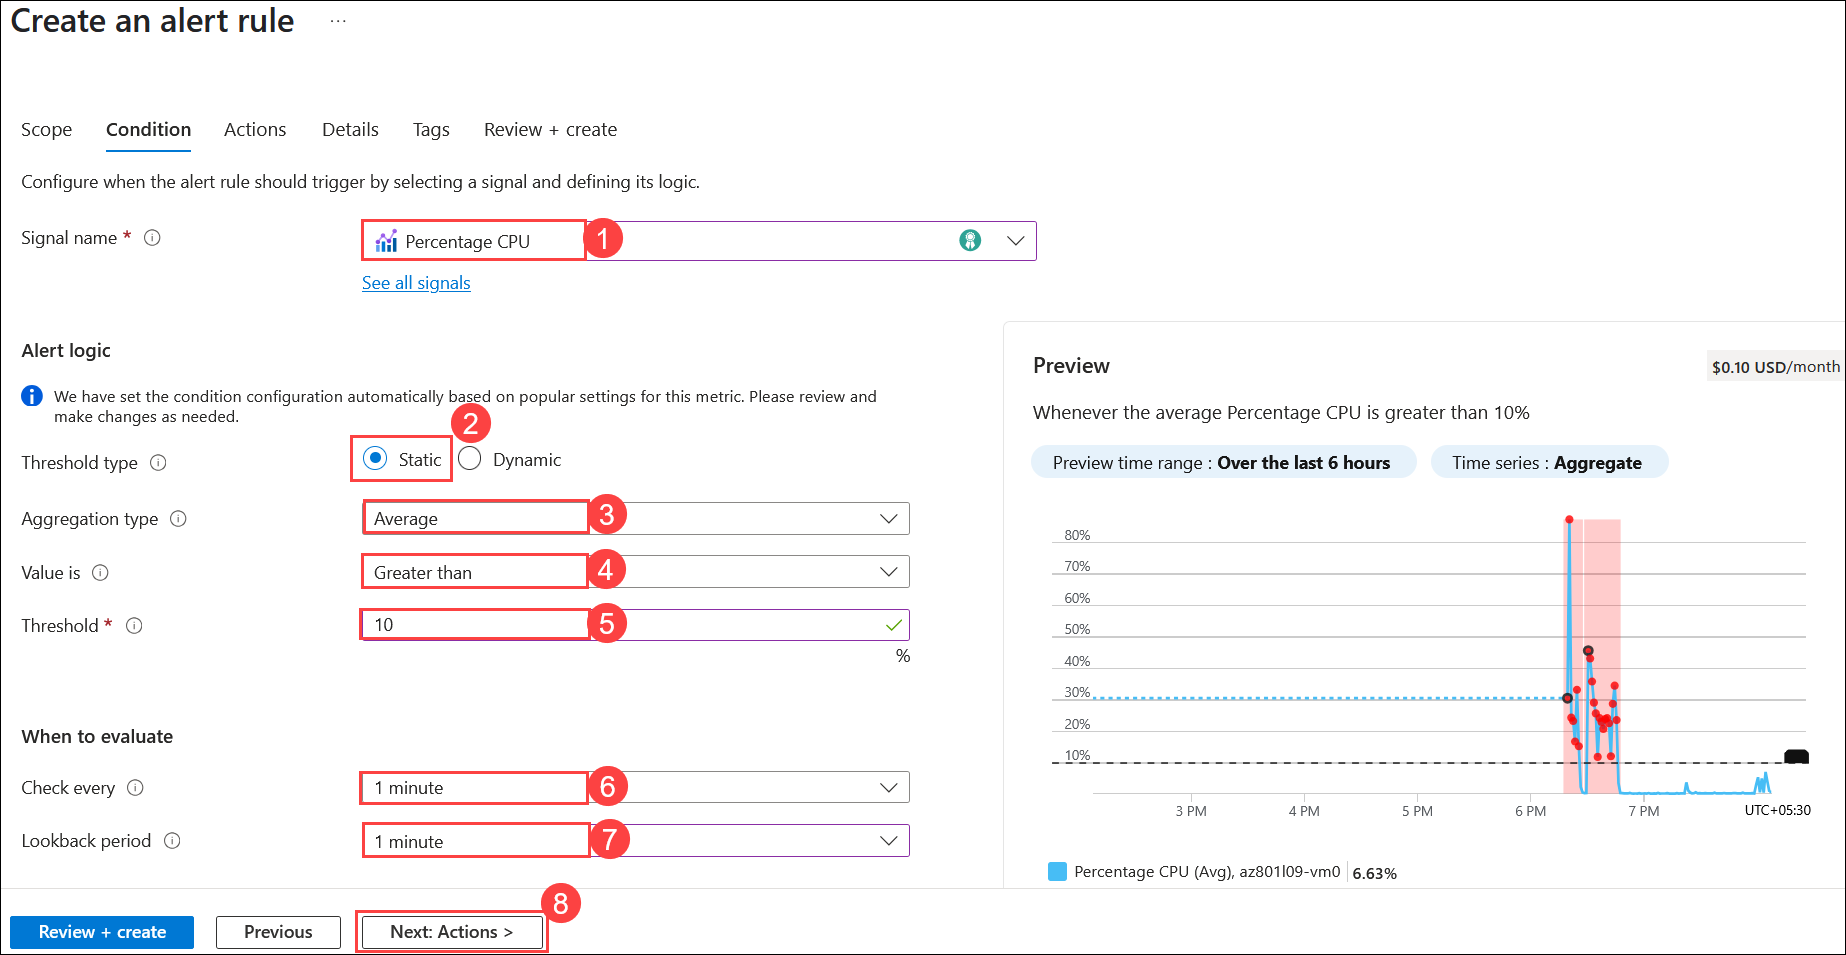 Create an alert rule ...
Scope Condition Actions Details Tags Review + create
Configure when the alert rule should trigger by selecting a signal and defining its logic.
Signal name * Percentage CPU 1
See all signals
Alert logic
We have set the condition configuration automatically based on popular settings for this metric. Please review and
make changes as needed.
2
Threshold type Static Dynamic
Aggregation type Average 3
Value is Greater than 4
Threshold * 10 5
%
When to evaluate
Check every 1 minute 6
Lookback period 1 minute 7
Preview $0.10 USD/month
Whenever the average Percentage CPU is greater than 10%
Preview time range : Over the last 6 hours Time series : Aggregate
80%
70%
60%
50%
40%
30%
20%
10%
3 PM 4 PM 5 PM 6 PM 7 PM UTC+05:30
Percentage CPU (Avg), az801l09-vm0 6.63%
8
Review + create Previous Next: Actions >